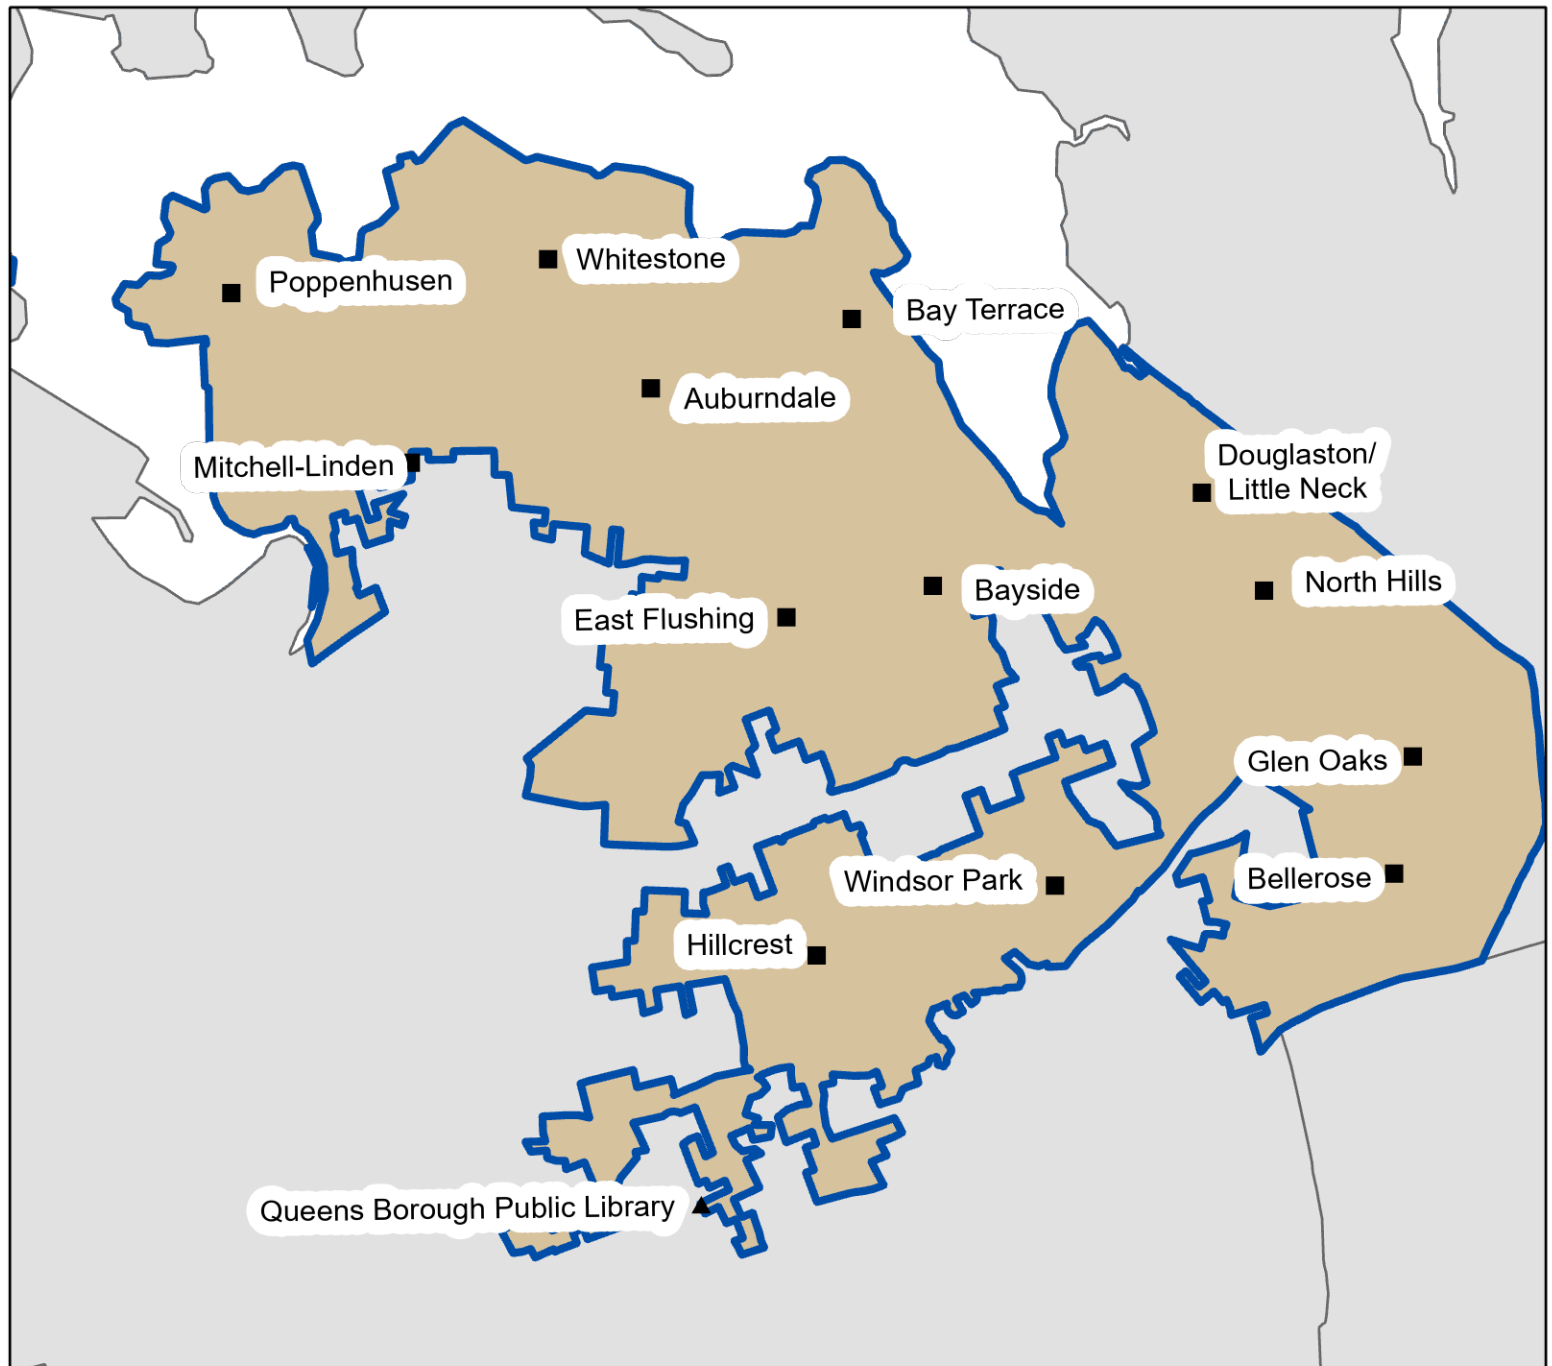 Whitestone
Poppenhusen
Bay Terrace
Auburndale
Mitchell-Linden
Douglaston/
Little Neck
North Hills
Bayside
East Flushing
Glen Oaks
Bellerose
Windsor Park
Hillcrest
Queens Borough Public Library